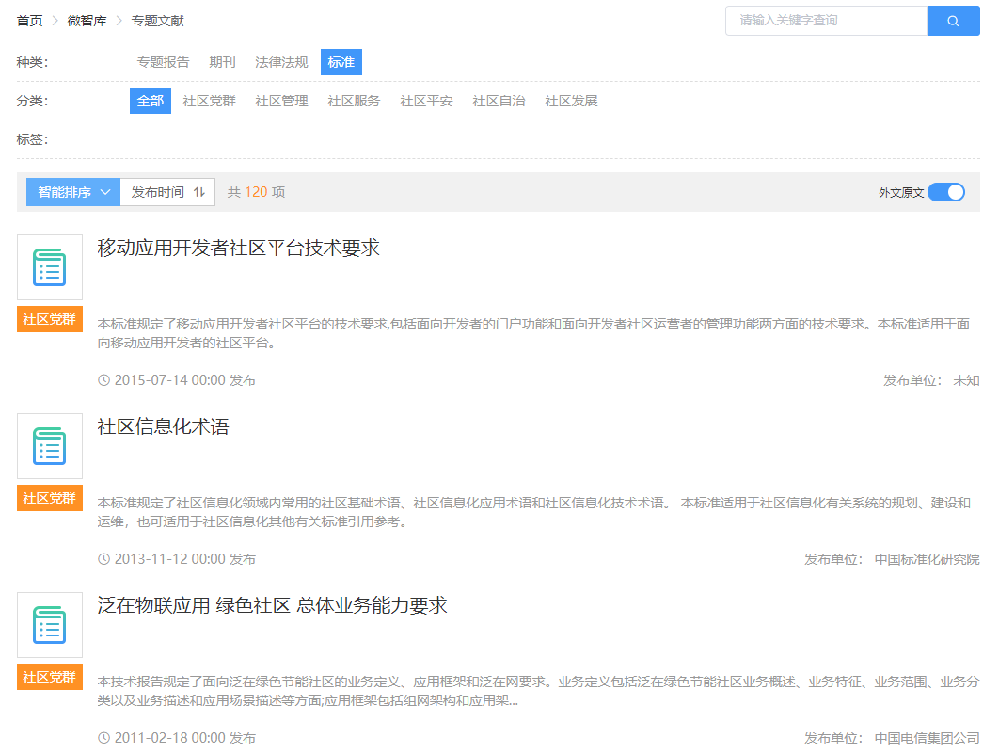 首页 > 微智库 > 专题文献
请输入关键字查询
种类： 专题报告 期刊 法律法规 标准
分类： 全部 社区党群 社区管理 社区服务 社区平安 社区自治 社区发展
标签：
智能排序 发布时间 共 120 项 外文原文
移动应用开发者社区平台技术要求
社区党群
本标准规定了移动应用开发者社区平台的技术要求,包括面向开发者的门户功能和面向开发者社区运营者的管理功能两方面的技术要求。本标准适用于面
向移动应用开发者的社区平台。
2015-07-14 00:00 发布 发布单位： 未知
社区信息化术语
社区党群
本标准规定了社区信息化领域内常用的社区基础术语、社区信息化应用术语和社区信息化技术术语。 本标准适用于社区信息化有关系统的规划、建设和
运维，也可适用于社区信息化其他有关标准引用参考。
2013-11-12 00:00 发布 发布单位： 中国标准化研究院
泛在物联应用 绿色社区 总体业务能力要求
社区党群
本技术报告规定了面向泛在绿色节能社区的业务定义、应用框架和泛在网要求。业务定义包括泛在绿色节能社区业务概述、业务特征、业务范围、业务分
类以及业务描述和应用场景描述等方面;应用框架包括组网架构和应用架...
2011-02-18 00:00 发布 发布单位： 中国电信集团公司